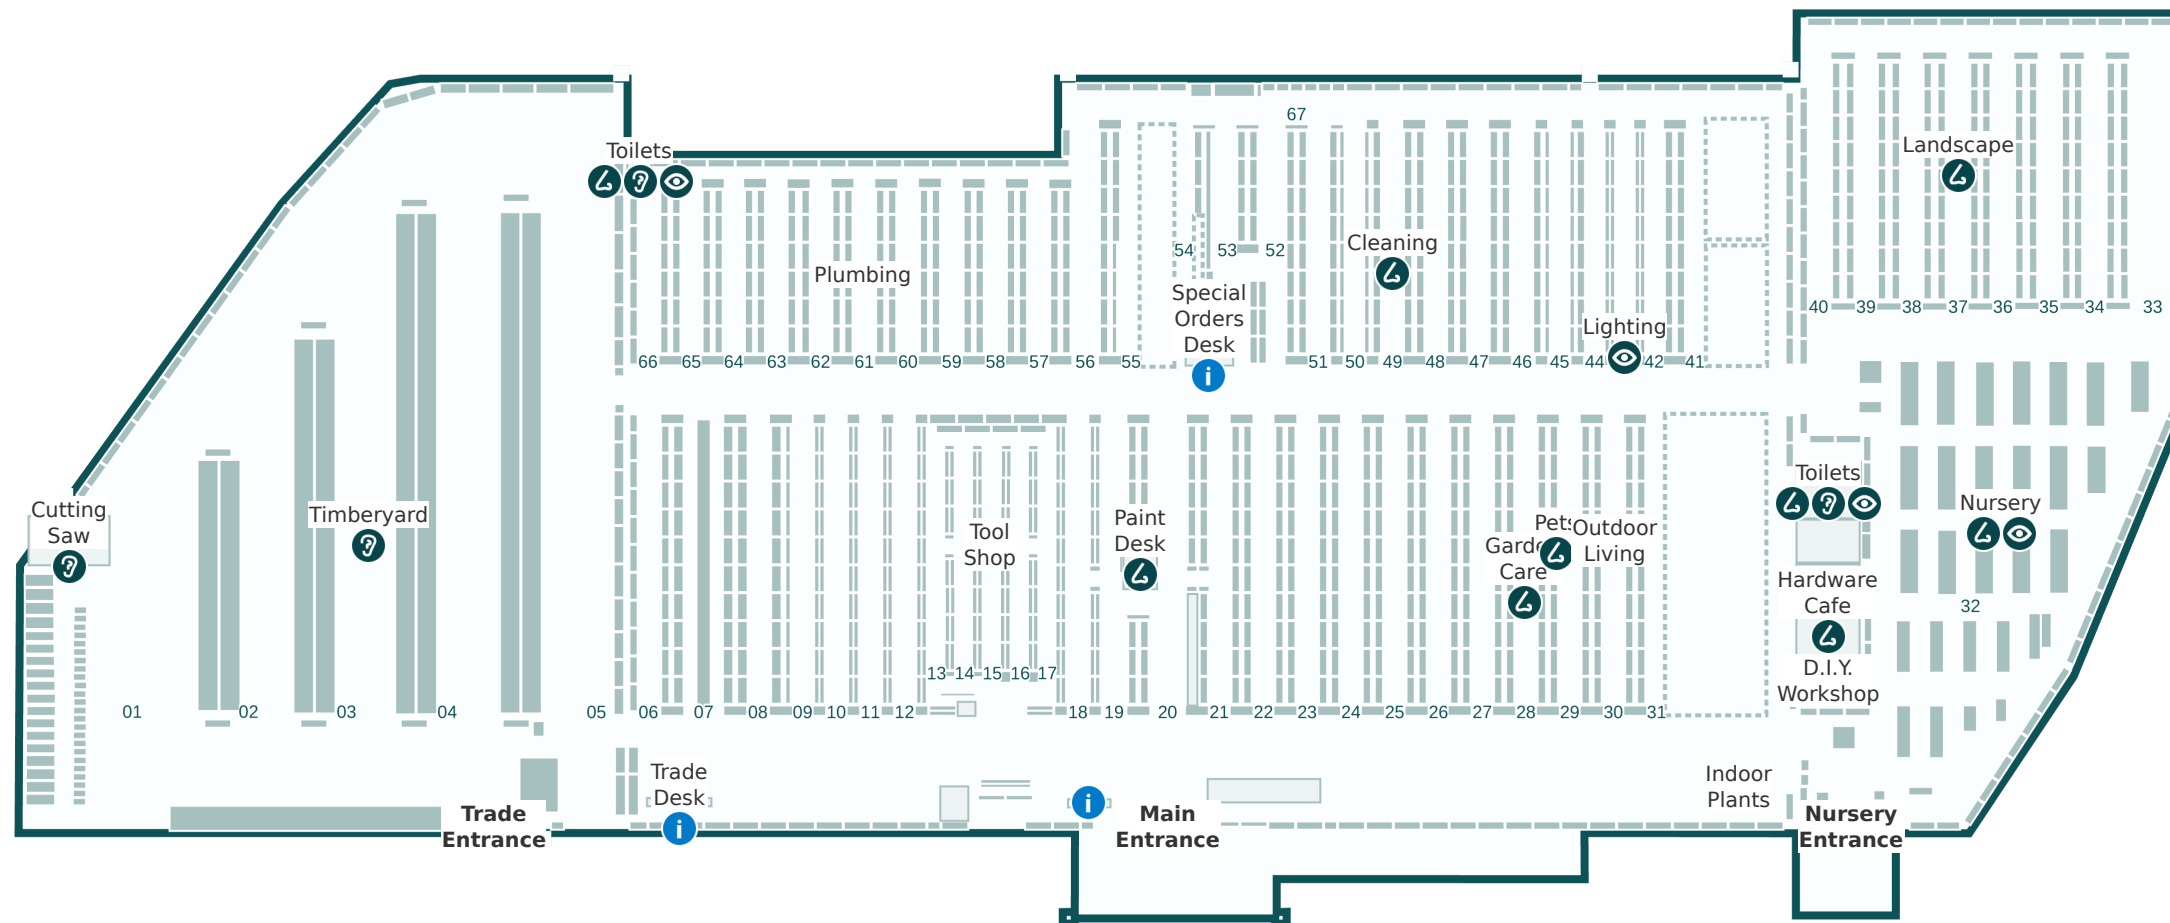 67
Toilets
Landscape
Plumbing
54
53
52
Cleaning
Special
Orders
Desk
i
Lighting
66
65
64
63
62
61
60
59
58
57
56
55
51
50
49
48
47
46
45
44
42
41
40
39
38
37
36
35
34
33
Cutting
Saw
Timberyard
Tool
Shop
Paint
Desk
Pets
Garden
Care
Outdoor
Living
Toilets
Nursery
Hardware
Cafe
32
D.I.Y.
Workshop
13
14
15
16
17
01
02
03
04
05
06
07
08
09
10
11
12
18
19
20
21
22
23
24
25
26
27
28
29
30
31
Trade
Desk
i
Indoor
Plants
Trade
Entrance
i
Main
Entrance
Nursery
Entrance